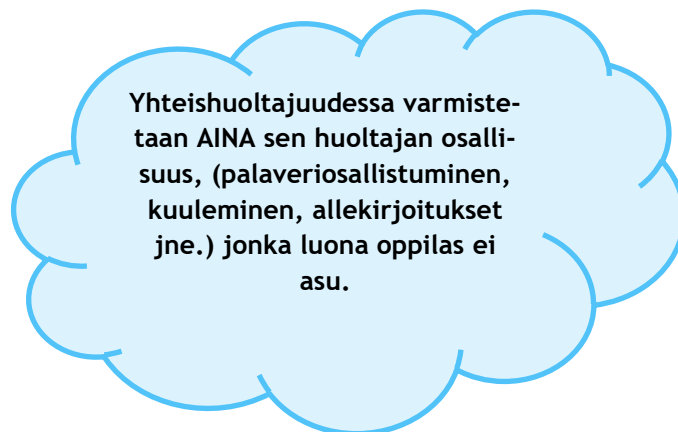 Yhteishuoltajuudessa varmiste-
taan AINA sen huoltajan osalli-
suus, (palaveriosallistuminen,
kuuleminen, allekirjoitukset
jne.) jonka luona oppilas ei
asu.